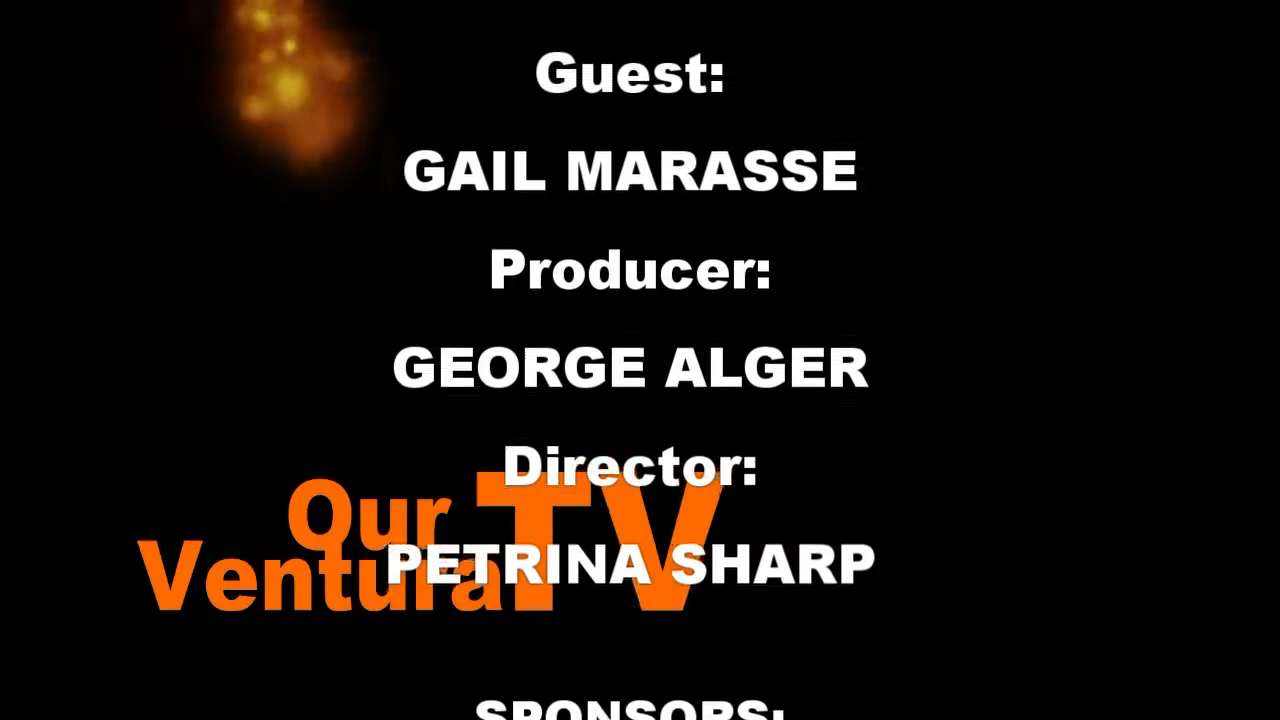 Guest:
GAIL MARASSE
Producer:
GEORGE ALGER
Director:
Our TV
Ventura
PETRINA SHARP
SPONSORS: